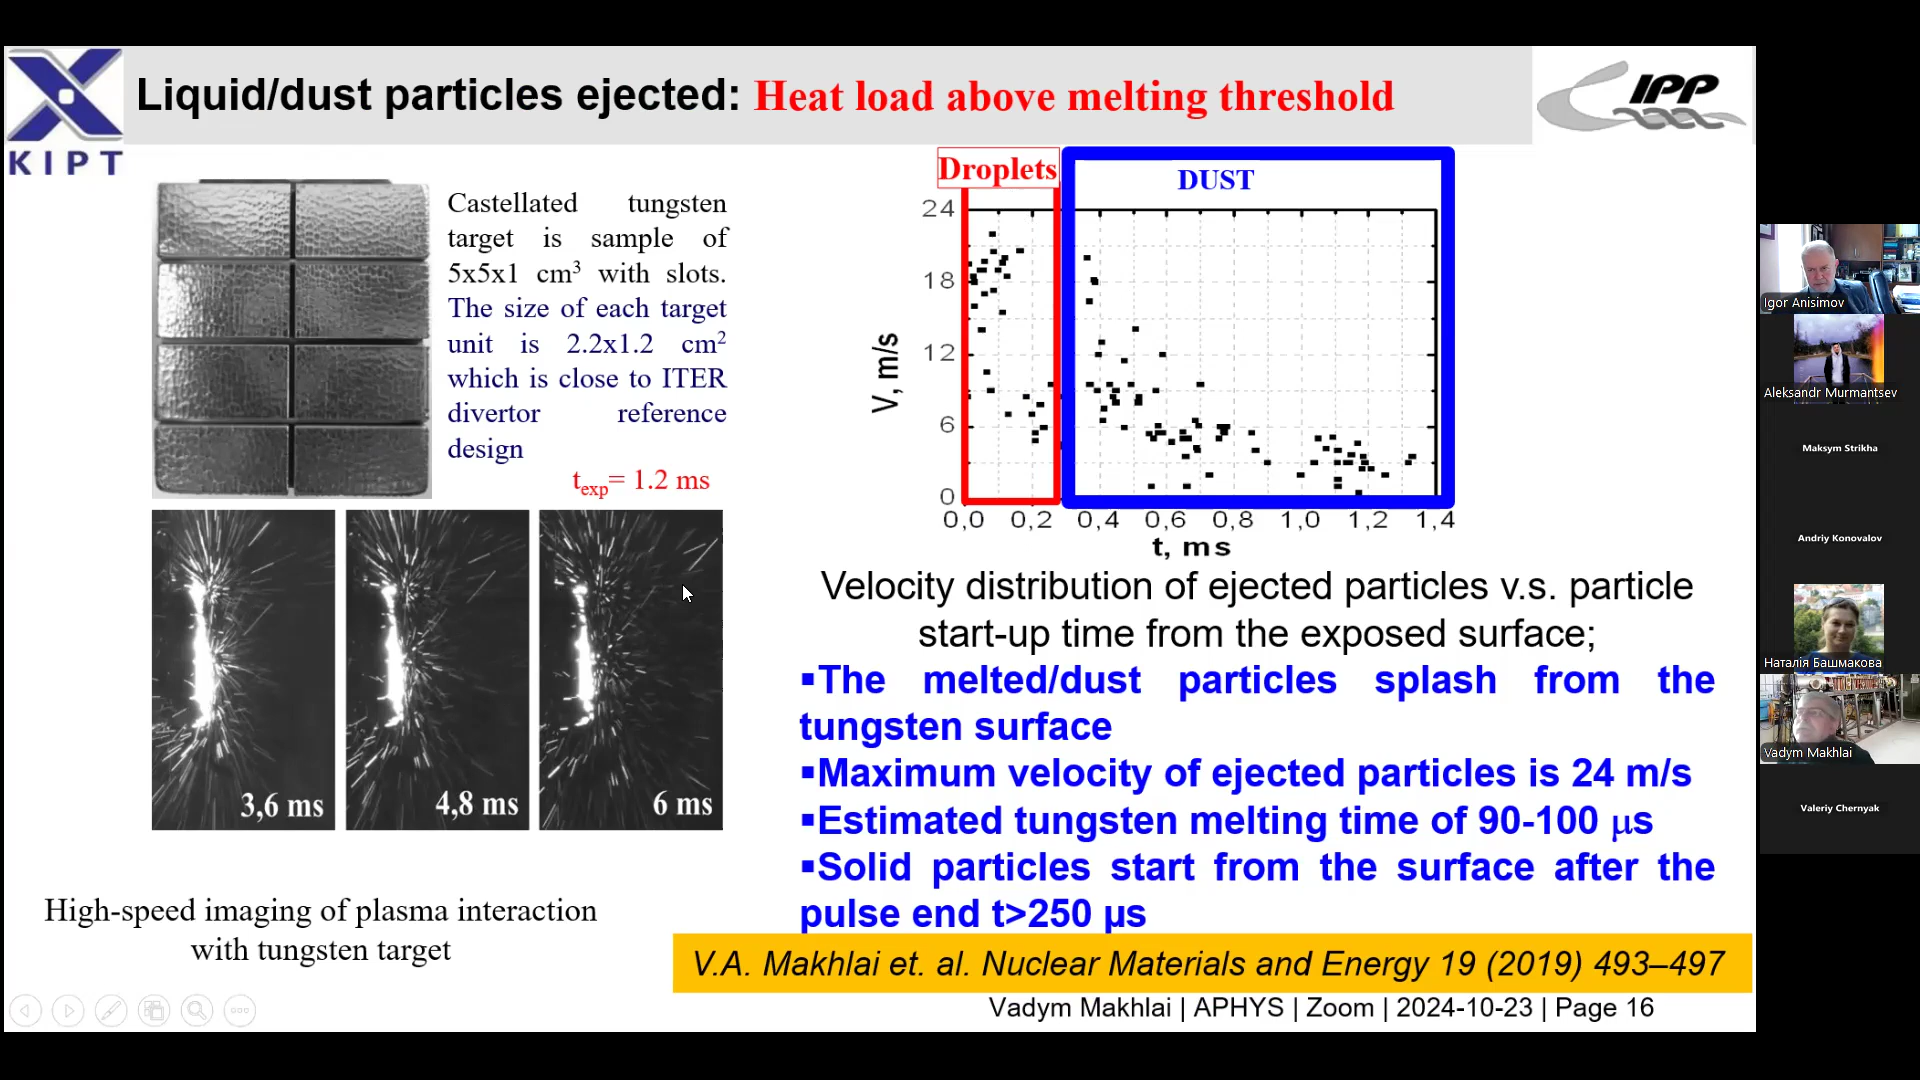 Liquid/dust particles ejected: Heat load above melting threshold
KIPT
IPP
Castellated tungsten
target is sample of
5x5x1 cm³ with slots.
The size of each target
unit is 2.2x1.2 cm²
which is close to ITER
divertor reference
design
texp= 1.2 ms
3,6 ms
4,8 ms
6 ms
High-speed imaging of plasma interaction
with tungsten target
Droplets
DUST
24
18
12
6
0
V, m/s
0,0 0,2 0,4 0,6 0,8 1,0 1,2 1,4
t, ms
Velocity distribution of ejected particles v.s. particle
start-up time from the exposed surface;
▪The melted/dust particles splash from the
tungsten surface
▪Maximum velocity of ejected particles is 24 m/s
▪Estimated tungsten melting time of 90-100 μs
▪Solid particles start from the surface after the
pulse end t>250 μs
V.A. Makhlai et. al. Nuclear Materials and Energy 19 (2019) 493–497
Vadym Makhlai | APHYS | Zoom | 2024-10-23 | Page 16
Igor Anisimov
Aleksandr Murmantsev
Maksym Strikha
Andriy Konovalov
Наталія Башмакова
Vadym Makhlai
Valeriy Chernyak